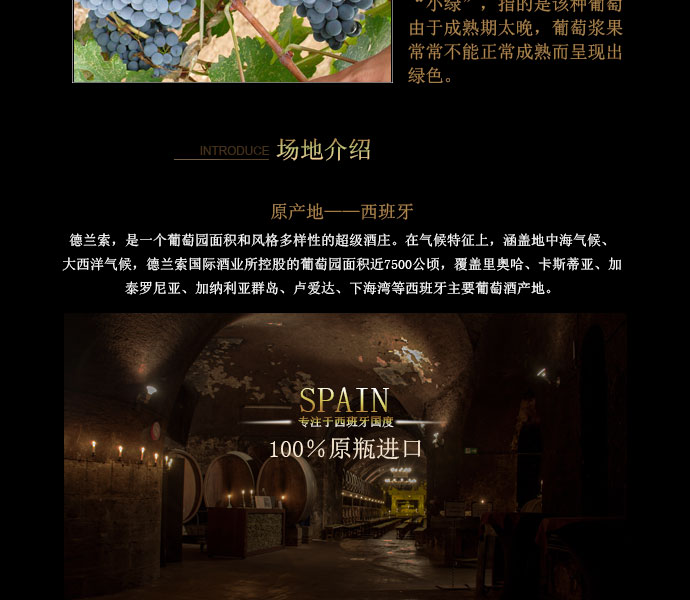 “小绿”，指的是该种葡萄
由于成熟期太晚，葡萄浆果
常常不能正常成熟而呈现出
绿色。
INTRODUCE 场地介绍
原产地——西班牙
德兰索，是一个葡萄园面积和风格多样性的超级酒庄。在气候特征上，涵盖地中海气候、
大西洋气候，德兰索国际酒业所控股的葡萄园面积近7500公顷，覆盖里奥哈、卡斯蒂亚、加
泰罗尼亚、加纳利亚群岛、卢爱达、下海湾等西班牙主要葡萄酒产地。
SPAIN
专注于西班牙国度
100%原瓶进口